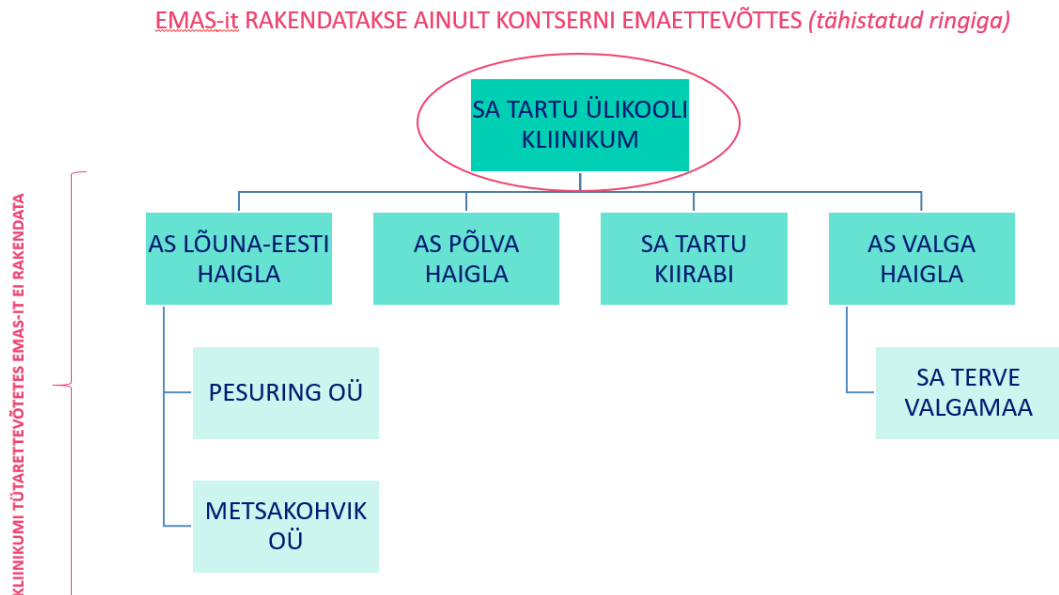 EMAS-it RAKENDATAKSE AINULT KONTSERNI EMAETTEVÕTTES (tähistatud ringiga)
SA TARTU ÜLIKOOLI
KLIINIKUM
KLIINIKUMI TÜTARETTEVÕTETES EMAS-IT EI RAKENDATA
AS LÕUNA-EESTI
HAIGLA
AS PÕLVA
HAIGLA
SA TARTU
KIIRABI
AS VALGA
HAIGLA
PESURING OÜ
SA TERVE
VALGAMAA
METSAKOHVIK
OÜ